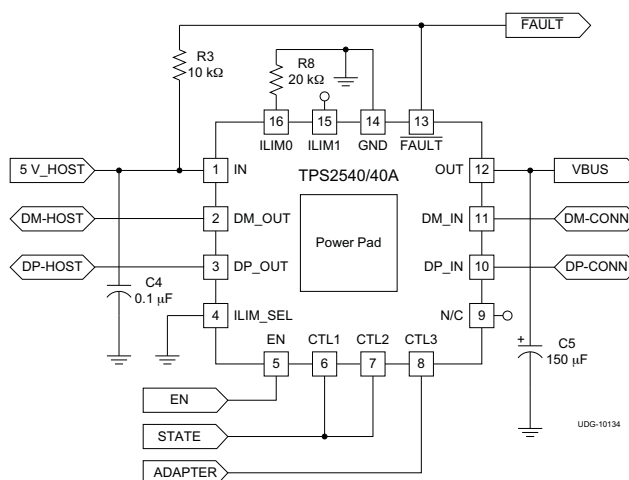 FAULT
R3
10 kΩ
R8
20 kΩ
16
15
14
13
ILIM0
ILIM1
GND
FAULT
5 V_HOST
1
IN
TPS2540/40A
OUT
12
VBUS
DM-HOST
2
DM_OUT
DM_IN
11
DM-CONN
Power Pad
DP-HOST
3
DP_OUT
DP_IN
10
DP-CONN
C4
0.1 µF
4
ILIM_SEL
N/C
9
EN
CTL1
CTL2
CTL3
5
6
7
8
+
C5
150 µF
EN
STATE
ADAPTER
UDG-10134